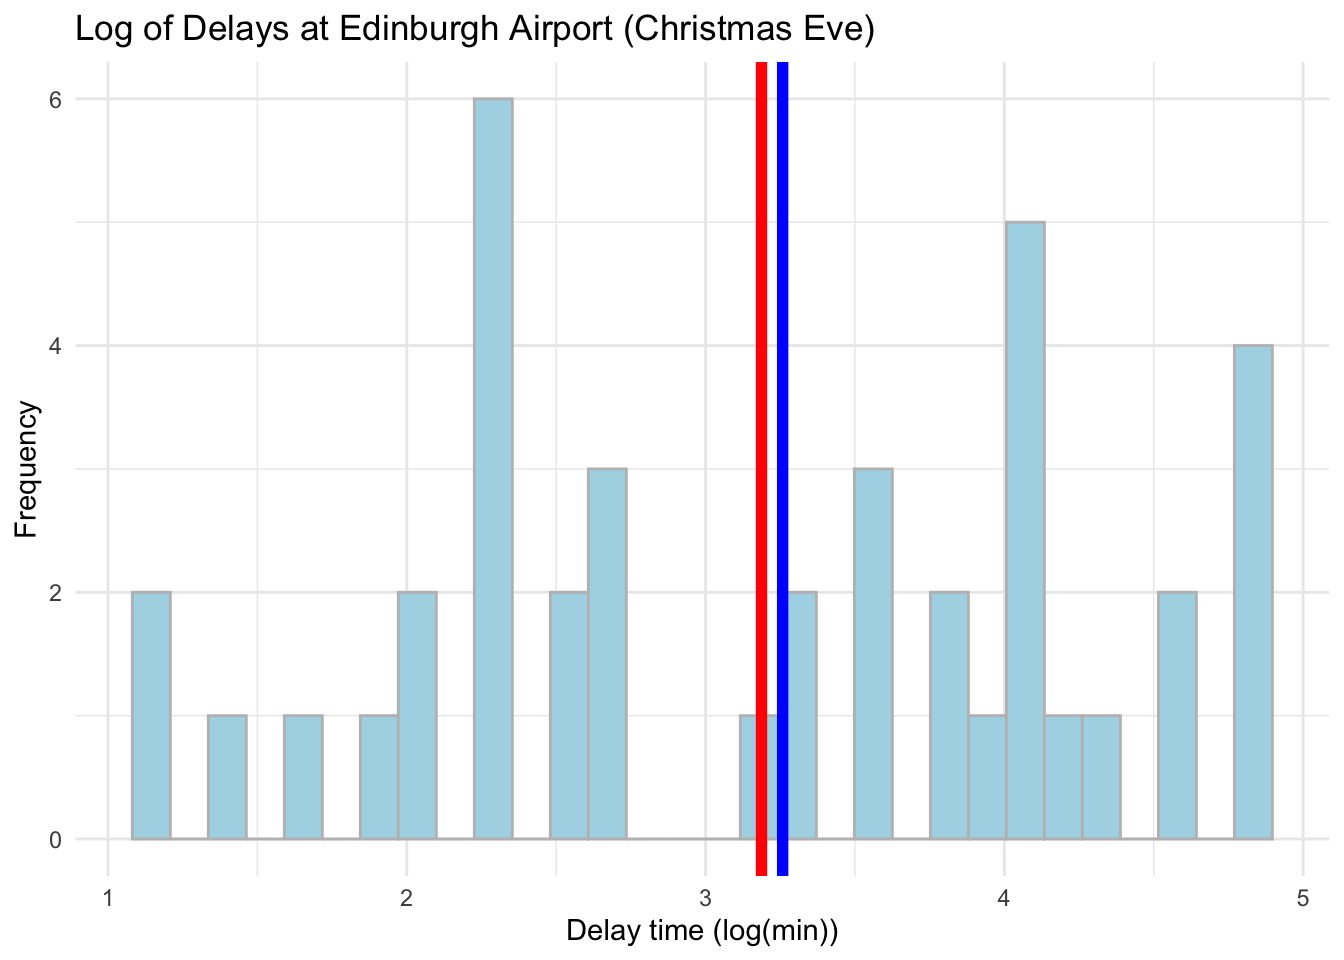 Log of Delays at Edinburgh Airport (Christmas Eve)
6
4
2
0
Frequency
1 2 3 4 5
Delay time (log(min))